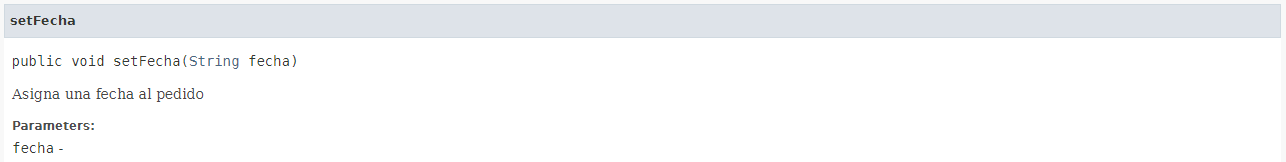 setFecha
public void setFecha(String fecha)
Asigna una fecha al pedido
Parameters:
fecha -